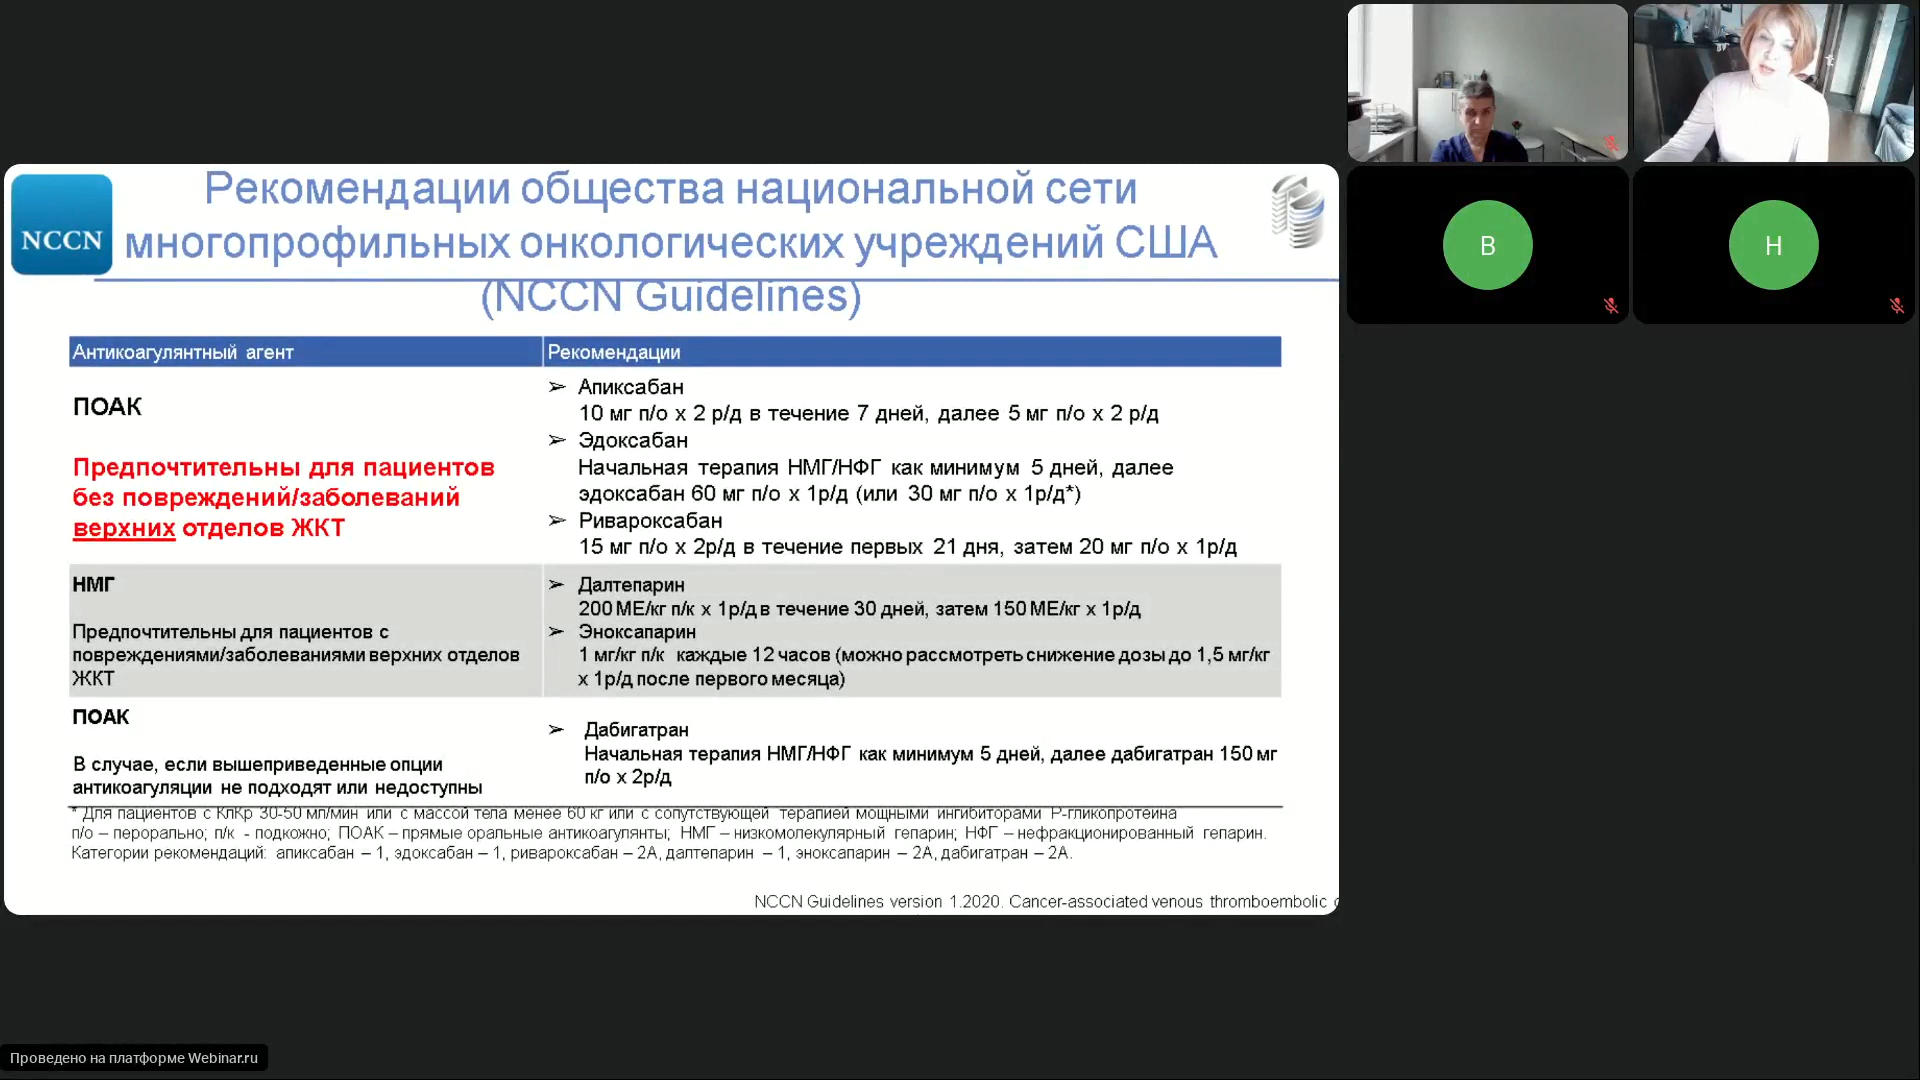 NCCN
Рекомендации общества национальной сети
многопрофильных онкологических учреждений США
(NCCN Guidelines)
Антикоагулянтный агент
Рекомендации
ПОАК
Предпочтительны для пациентов
без повреждений/заболеваний
верхних отделов ЖКТ
➢ Апиксабан
10 мг п/о х 2 р/д в течение 7 дней, далее 5 мг п/о х 2 р/д
➢ Эдоксабан
Начальная терапия НМГ/НФГ как минимум 5 дней, далее
эдоксабан 60 мг п/о х 1р/д (или 30 мг п/о х 1р/д*)
➢ Ривароксабан
15 мг п/о х 2р/д в течение первых 21 дня, затем 20 мг п/о х 1р/д
НМГ
Предпочтительны для пациентов с
повреждениями/заболеваниями верхних отделов
ЖКТ
➢ Далтепарин
200 МЕ/кг п/к х 1р/д в течение 30 дней, затем 150 МЕ/кг х 1р/д
➢ Эноксапарин
1 мг/кг п/к каждые 12 часов (можно рассмотреть снижение дозы до 1,5 мг/кг
х 1р/д после первого месяца)
ПОАК
В случае, если вышеприведенные опции
антикоагуляции не подходят или недоступны
➢ Дабигатран
Начальная терапия НМГ/НФГ как минимум 5 дней, далее дабигатран 150 мг
п/о х 2р/д
* Для пациентов с КлКр 30-50 мл/мин или с массой тела менее 60 кг или с сопутствующей терапией мощными ингибиторами Р-гликопротеина
п/о – перорально; п/к - подкожно; ПОАК – прямые оральные антикоагулянты; НМГ – низкомолекулярный гепарин; НФГ – нефракционированный гепарин.
Категории рекомендаций: апиксабан – 1, эдоксабан – 1, ривароксабан – 2А, далтепарин – 1, эноксапарин – 2А, дабигатран – 2А.
NCCN Guidelines version 1.2020. Cancer-associated venous thromboembolic
В
Н
Проведено на платформе Webinar.ru